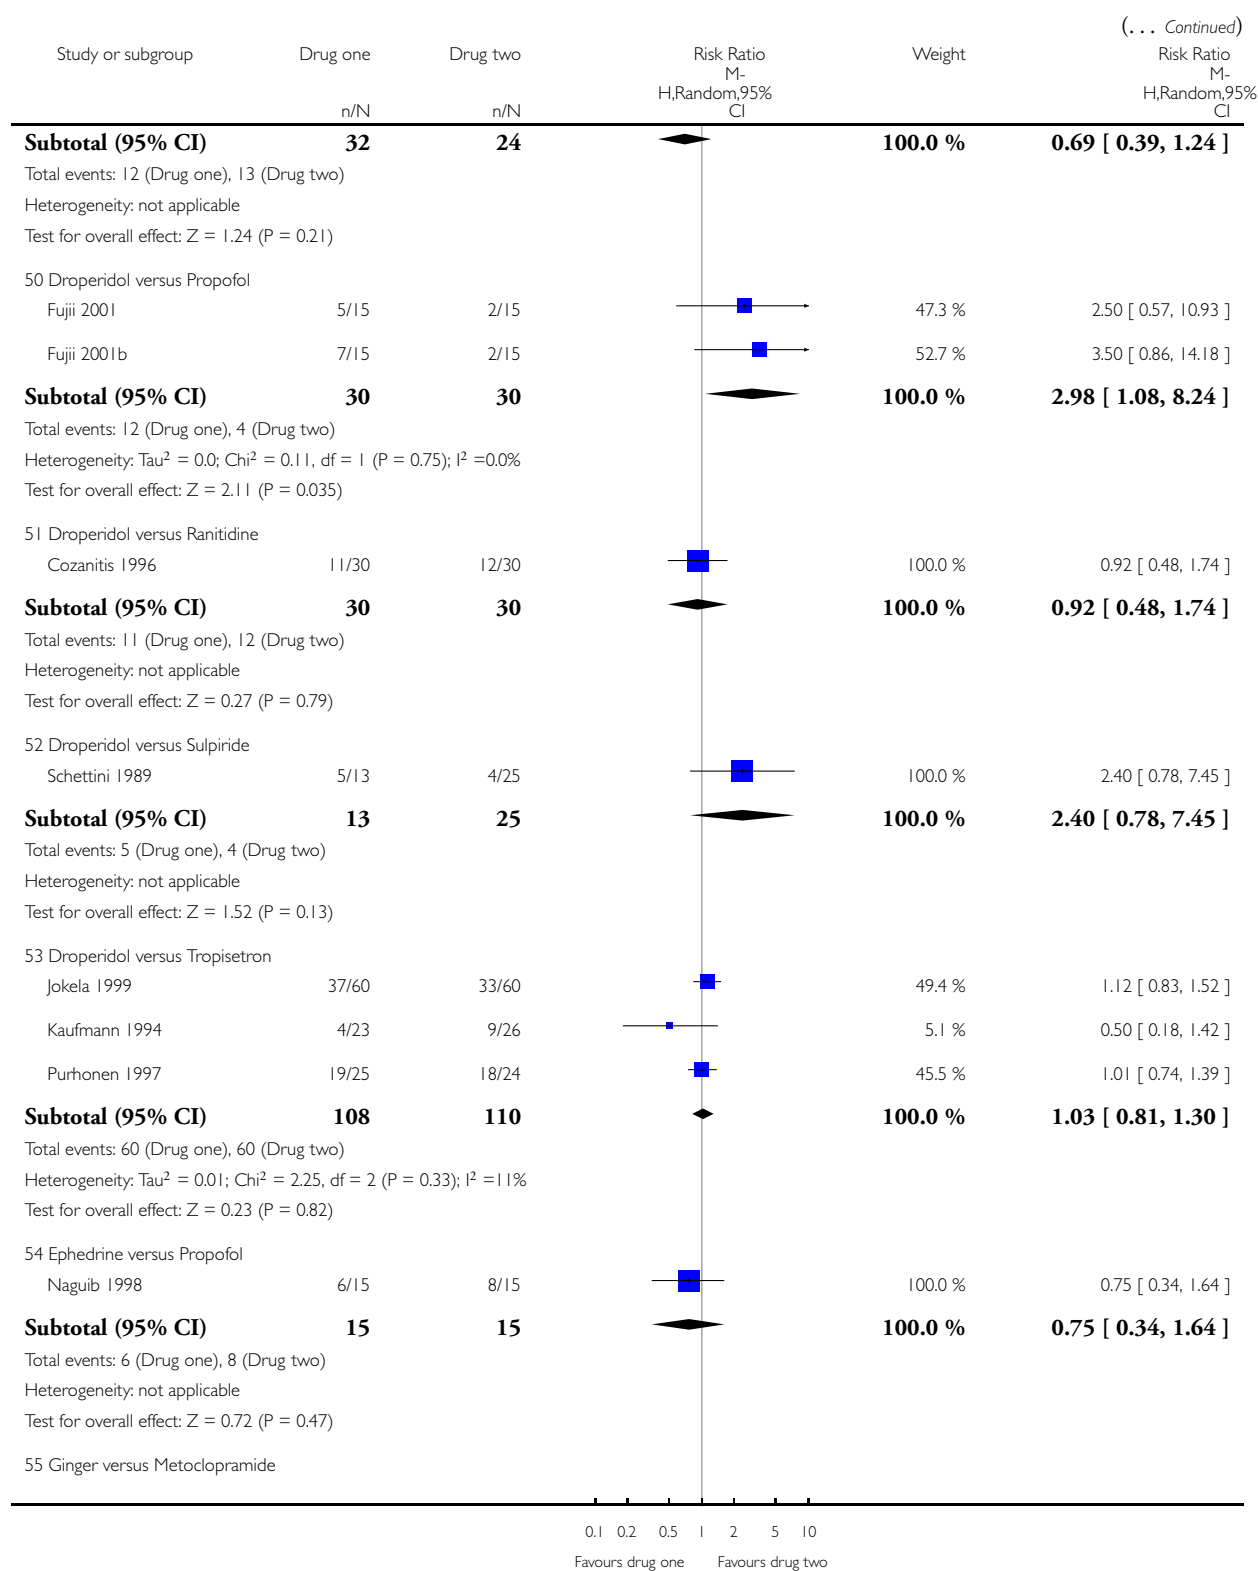 (... Continued)
Study or subgroup Drug one Drug two Risk Ratio Weight Risk Ratio
M- M-
H,Random,95% H,Random,95%
n/N n/N CI CI
Subtotal (95% CI) 32 24 100.0 % 0.69 [ 0.39, 1.24 ]
Total events: 12 (Drug one), 13 (Drug two)
Heterogeneity: not applicable
Test for overall effect: Z = 1.24 (P = 0.21)
50 Droperidol versus Propofol
Fujii 2001 5/15 2/15 47.3 % 2.50 [ 0.57, 10.93 ]
Fujii 2001b 7/15 2/15 52.7 % 3.50 [ 0.86, 14.18 ]
Subtotal (95% CI) 30 30 100.0 % 2.98 [ 1.08, 8.24 ]
Total events: 12 (Drug one), 4 (Drug two)
Heterogeneity: Tau² = 0.0; Chi² = 0.11, df = 1 (P = 0.75); I² =0.0%
Test for overall effect: Z = 2.11 (P = 0.035)
51 Droperidol versus Ranitidine
Cozanitis 1996 11/30 12/30 100.0 % 0.92 [ 0.48, 1.74 ]
Subtotal (95% CI) 30 30 100.0 % 0.92 [ 0.48, 1.74 ]
Total events: 11 (Drug one), 12 (Drug two)
Heterogeneity: not applicable
Test for overall effect: Z = 0.27 (P = 0.79)
52 Droperidol versus Sulpiride
Schettini 1989 5/13 4/25 100.0 % 2.40 [ 0.78, 7.45 ]
Subtotal (95% CI) 13 25 100.0 % 2.40 [ 0.78, 7.45 ]
Total events: 5 (Drug one), 4 (Drug two)
Heterogeneity: not applicable
Test for overall effect: Z = 1.52 (P = 0.13)
53 Droperidol versus Tropisetron
Jokela 1999 37/60 33/60 49.4 % 1.12 [ 0.83, 1.52 ]
Kaufmann 1994 4/23 9/26 5.1 % 0.50 [ 0.18, 1.42 ]
Purhonen 1997 19/25 18/24 45.5 % 1.01 [ 0.74, 1.39 ]
Subtotal (95% CI) 108 110 100.0 % 1.03 [ 0.81, 1.30 ]
Total events: 60 (Drug one), 60 (Drug two)
Heterogeneity: Tau² = 0.01; Chi² = 2.25, df = 2 (P = 0.33); I² =11%
Test for overall effect: Z = 0.23 (P = 0.82)
54 Ephedrine versus Propofol
Naguib 1998 6/15 8/15 100.0 % 0.75 [ 0.34, 1.64 ]
Subtotal (95% CI) 15 15 100.0 % 0.75 [ 0.34, 1.64 ]
Total events: 6 (Drug one), 8 (Drug two)
Heterogeneity: not applicable
Test for overall effect: Z = 0.72 (P = 0.47)
55 Ginger versus Metoclopramide
0.1 0.2 0.5 1 2 5 10
Favours drug one Favours drug two